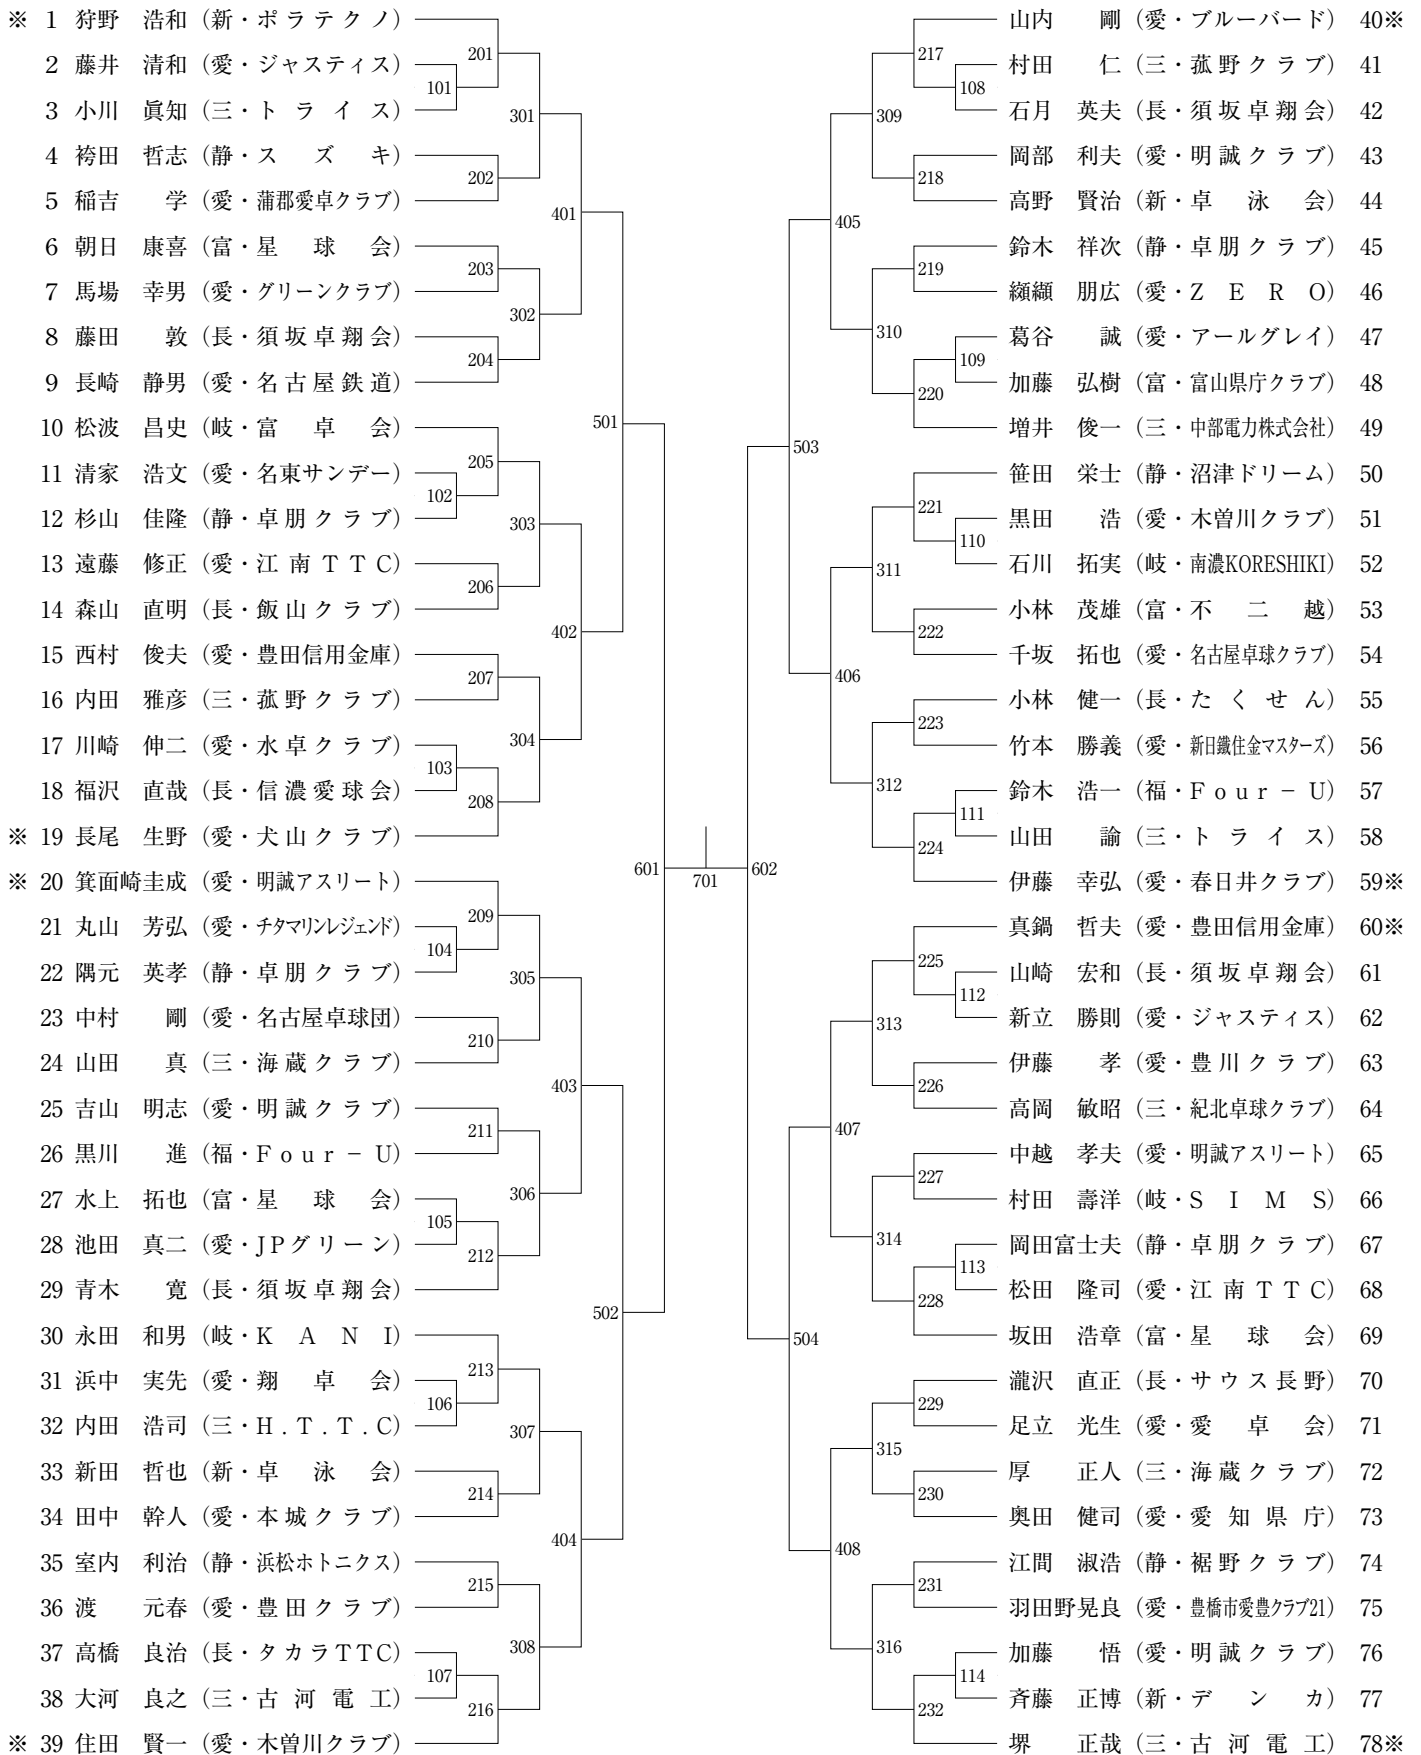 ※ 1 狩野 浩和 (新・ポラテクノ)
2 藤井 清和 (愛・ジャスティス)
3 小川 眞知 (三・トライス)
4 袴田 哲志 (静・スズキ)
5 稲吉 学 (愛・蒲郡愛卓クラブ)
6 朝日 康喜 (富・星球会)
7 馬場 幸男 (愛・グリーンクラブ)
8 藤田 敦 (長・須坂卓翔会)
9 長崎 静男 (愛・名古屋鉄道)
10 松波 昌史 (岐・富卓会)
11 清家 浩文 (愛・名東サンデー)
12 杉山 佳隆 (静・卓朋クラブ)
13 遠藤 修正 (愛・江南TTC)
14 森山 直明 (長・飯山クラブ)
15 西村 俊夫 (愛・豊田信用金庫)
16 内田 雅彦 (三・菰野クラブ)
17 川崎 伸二 (愛・水卓クラブ)
18 福沢 直哉 (長・信濃愛球会)
※ 19 長尾 生野 (愛・犬山クラブ)
※ 20 箕面崎圭成 (愛・明誠アスリート)
21 丸山 芳弘 (愛・チタマリンレジェンド)
22 隅元 英孝 (静・卓朋クラブ)
23 中村 剛 (愛・名古屋卓球団)
24 山田 真 (三・海蔵クラブ)
25 吉山 明志 (愛・明誠クラブ)
26 黒川 進 (福・Four－U)
27 水上 拓也 (富・星球会)
28 池田 真二 (愛・JPグリーン)
29 青木 寛 (長・須坂卓翔会)
30 永田 和男 (岐・KANI)
31 浜中 実先 (愛・翔卓会)
32 内田 浩司 (三・H.T.T.C)
33 新田 哲也 (新・卓泳会)
34 田中 幹人 (愛・本城クラブ)
35 室内 利治 (静・浜松ホトニクス)
36 渡 元春 (愛・豊田クラブ)
37 高橋 良治 (長・タカラTTC)
38 大河 良之 (三・古河電工)
※ 39 住田 賢一 (愛・木曽川クラブ)
101
102
103
104
105
106
107
201
202
203
204
205
206
207
208
209
210
211
212
213
214
215
216
301
302
303
304
305
306
307
308
401
402
403
404
501
502
601
701
602
503
504
405
406
407
408
309
310
311
312
313
314
315
316
217
218
219
220
221
222
223
224
225
226
227
228
229
230
231
232
108
109
110
111
112
113
114
山内 剛 (愛・ブルーバード) 40※
村田 仁 (三・菰野クラブ) 41
石月 英夫 (長・須坂卓翔会) 42
岡部 利夫 (愛・明誠クラブ) 43
高野 賢治 (新・卓泳会) 44
鈴木 祥次 (静・卓朋クラブ) 45
纐纈 朋広 (愛・ZERO) 46
葛谷 誠 (愛・アールグレイ) 47
加藤 弘樹 (富・富山県庁クラブ) 48
増井 俊一 (三・中部電力株式会社) 49
笹田 栄士 (静・沼津ドリーム) 50
黒田 浩 (愛・木曽川クラブ) 51
石川 拓実 (岐・南濃KORESHIKI) 52
小林 茂雄 (富・不二越) 53
千坂 拓也 (愛・名古屋卓球クラブ) 54
小林 健一 (長・たくせん) 55
竹本 勝義 (愛・新日鐵住金マスターズ) 56
鈴木 浩一 (福・Four－U) 57
山田 諭 (三・トライス) 58
伊藤 幸弘 (愛・春日井クラブ) 59※
真鍋 哲夫 (愛・豊田信用金庫) 60※
山崎 宏和 (長・須坂卓翔会) 61
新立 勝則 (愛・ジャスティス) 62
伊藤 孝 (愛・豊川クラブ) 63
高岡 敏昭 (三・紀北卓球クラブ) 64
中越 孝夫 (愛・明誠アスリート) 65
村田 壽洋 (岐・SIMS) 66
岡田富士夫 (静・卓朋クラブ) 67
松田 隆司 (愛・江南TTC) 68
坂田 浩章 (富・星球会) 69
瀧沢 直正 (長・サウス長野) 70
足立 光生 (愛・愛卓会) 71
厚 正人 (三・海蔵クラブ) 72
奥田 健司 (愛・愛知県庁) 73
江間 淑浩 (静・裾野クラブ) 74
羽田野晃良 (愛・豊橋市愛豊クラブ21) 75
加藤 悟 (愛・明誠クラブ) 76
斉藤 正博 (新・デンカ) 77
堺 正哉 (三・古河電工) 78※